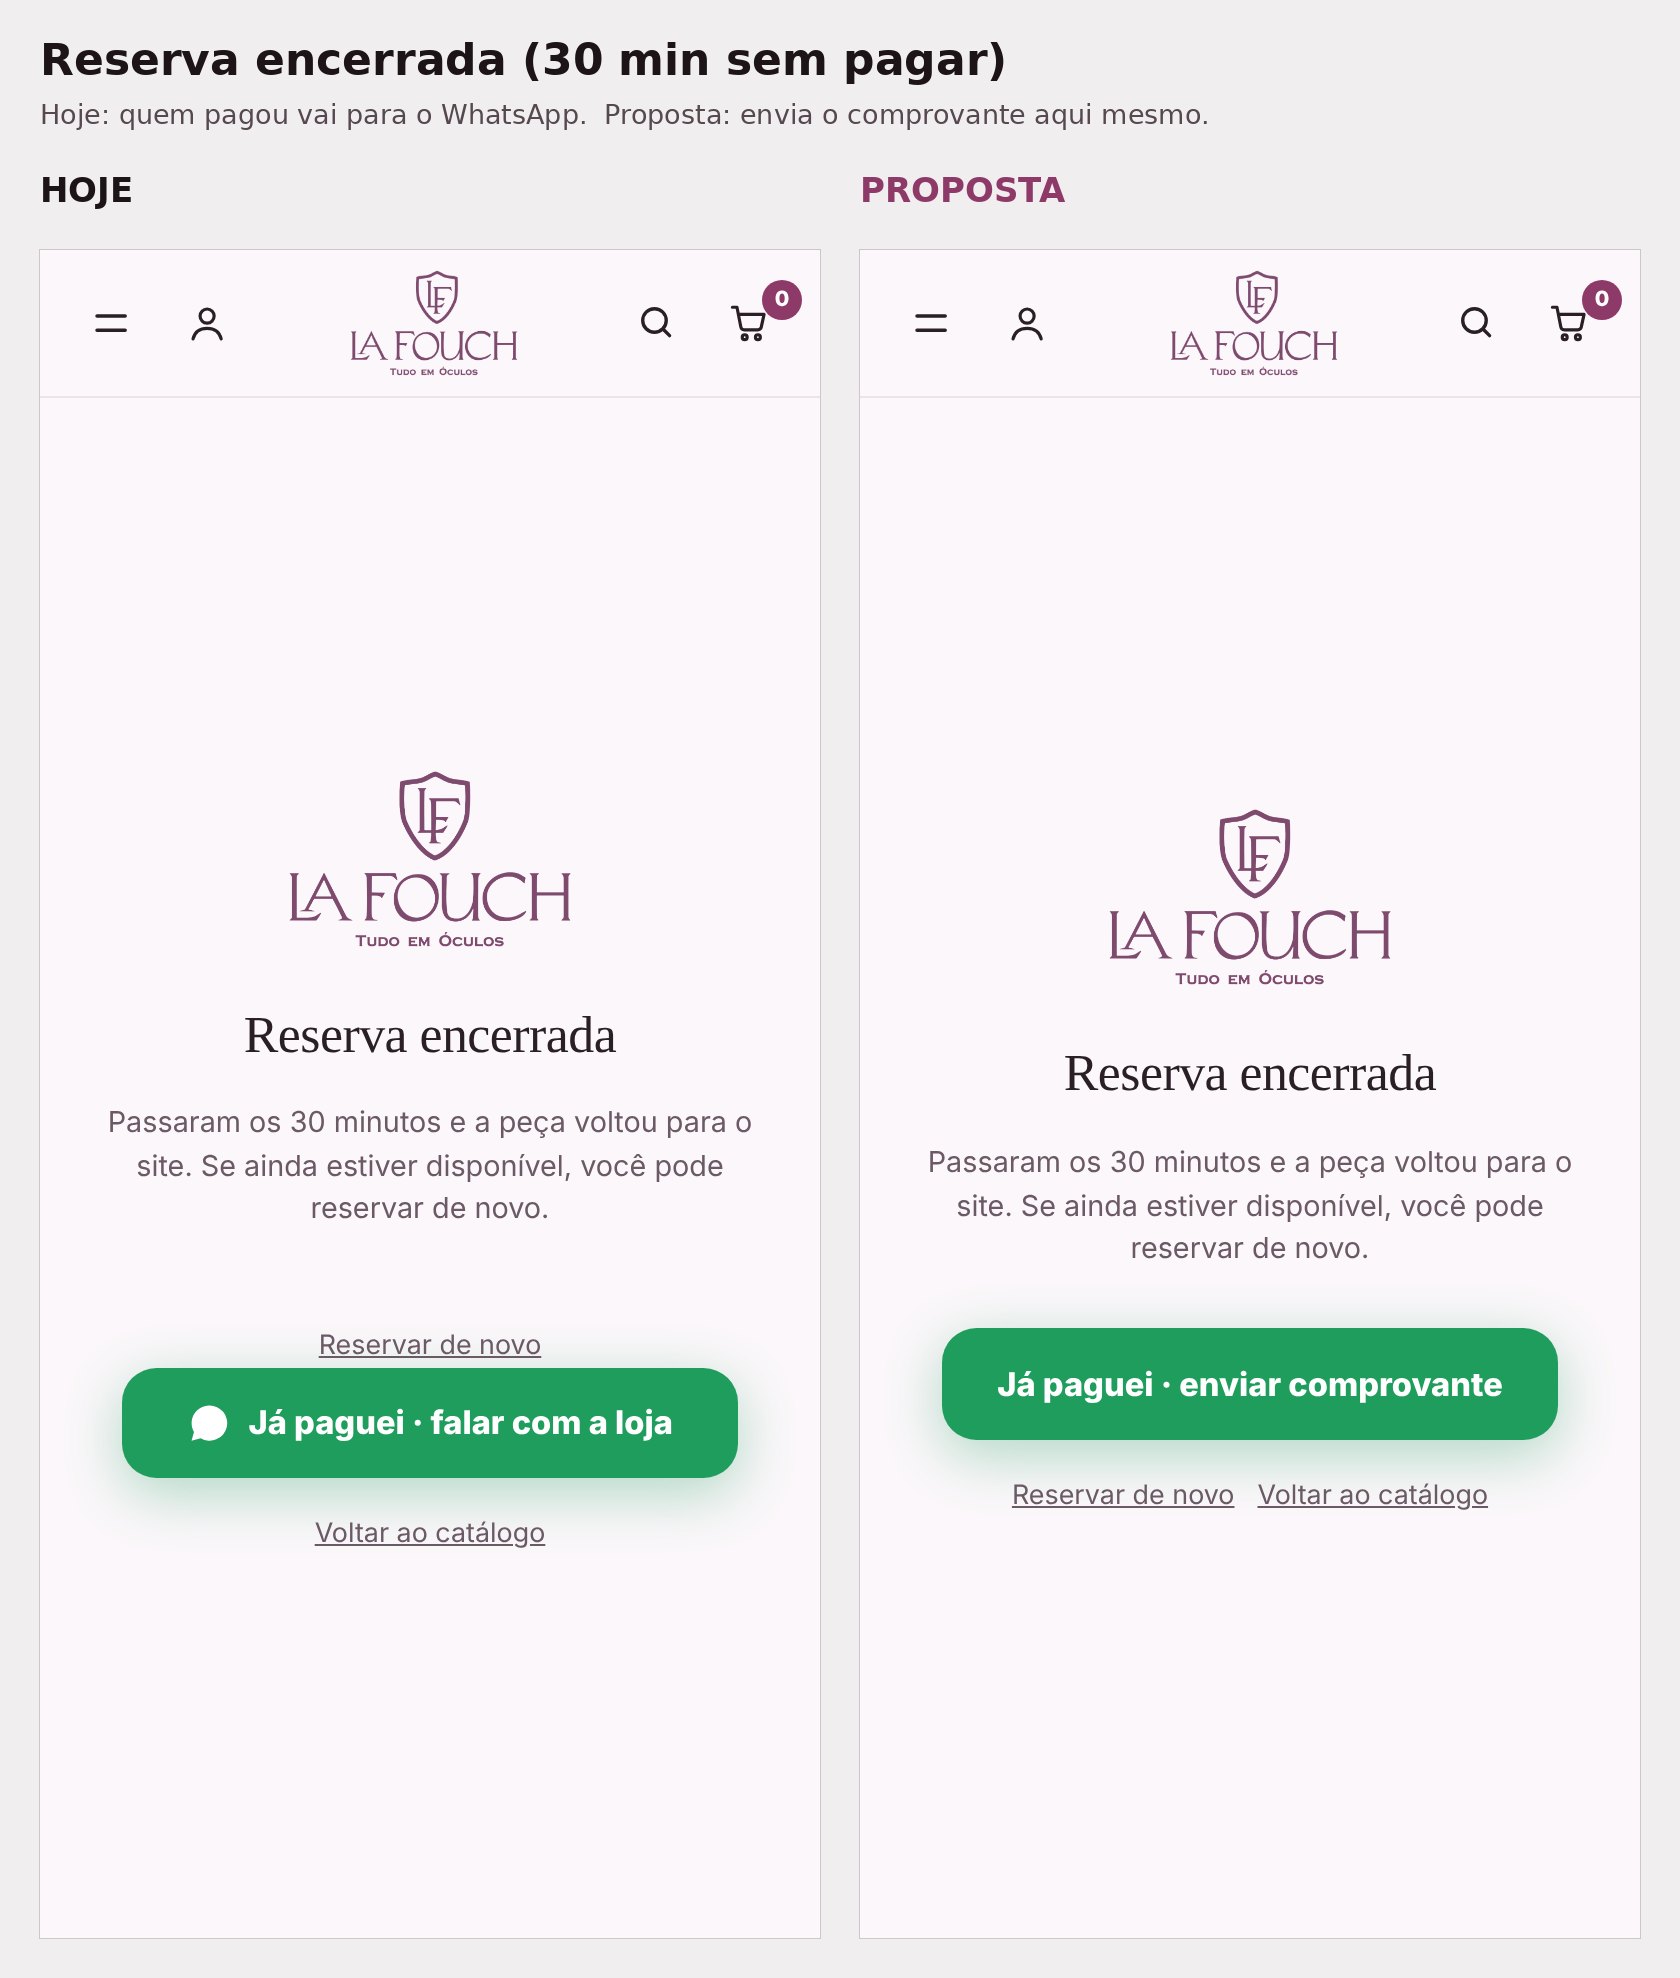 Reserva encerrada (30 min sem pagar)
Hoje: quem pagou vai para o WhatsApp.  Proposta: envia o comprovante aqui mesmo.
HOJE
LF
LA FOUCH
Tudo em Óculos
0
LF
LA FOUCH
Tudo em Óculos
Reserva encerrada
Passaram os 30 minutos e a peça voltou para o
site. Se ainda estiver disponível, você pode
reservar de novo.
Reservar de novo
Já paguei · falar com a loja
Voltar ao catálogo
PROPOSTA
LF
LA FOUCH
Tudo em Óculos
0
LF
LA FOUCH
Tudo em Óculos
Reserva encerrada
Passaram os 30 minutos e a peça voltou para o
site. Se ainda estiver disponível, você pode
reservar de novo.
Já paguei · enviar comprovante
Reservar de novo   Voltar ao catálogo